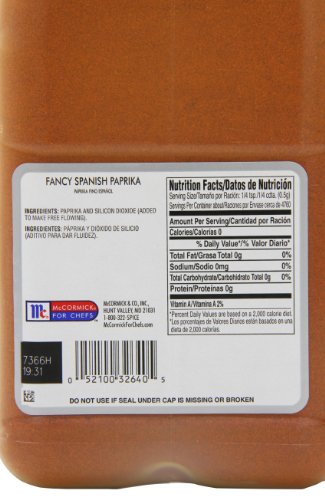 FANCY SPANISH PAPRIKA
PAPRIKA FINO ESPAÑOL
INGREDIENTS: PAPRIKA AND SILICON DIOXIDE (ADDED
TO MAKE FREE FLOWING).
INGREDIENTES: PÁPRIKA Y DIÓXIDO DE SILICIO
(ADITIVO PARA DAR FLUIDEZ).
Mc
McCORMICK
FOR CHEFS
McCORMICK & CO., INC.,
HUNT VALLEY, MD 21031
1-800-322-SPICE
McCormickForChefs.com
7366H
19:31
0 52100 32640 5
Nutrition Facts/Datos de Nutrición
Serving Size/Tamaño por Ración: 1/4 tsp./1/4 cdta. (0.5g)
Servings Per Container about/Raciones por Envase cerca de 4760
Amount Per Serving/Cantidad por Ración
Calories/Calorías 0
% Daily Value*/% Valor Diario*
Total Fat/Grasa Total 0g 0%
Sodium/Sodio 0mg 0%
Total Carbohydrate/Carbohidrato Total 0g 0%
Protein/Proteínas 0g
Vitamin A/Vitamina A 2%
*Percent Daily Values are based on a 2,000 calorie diet.
*Los porcentajes de Valores Diarios están basados en una
dieta de 2,000 calorías.
DO NOT USE IF SEAL UNDER CAP IS MISSING OR BROKEN